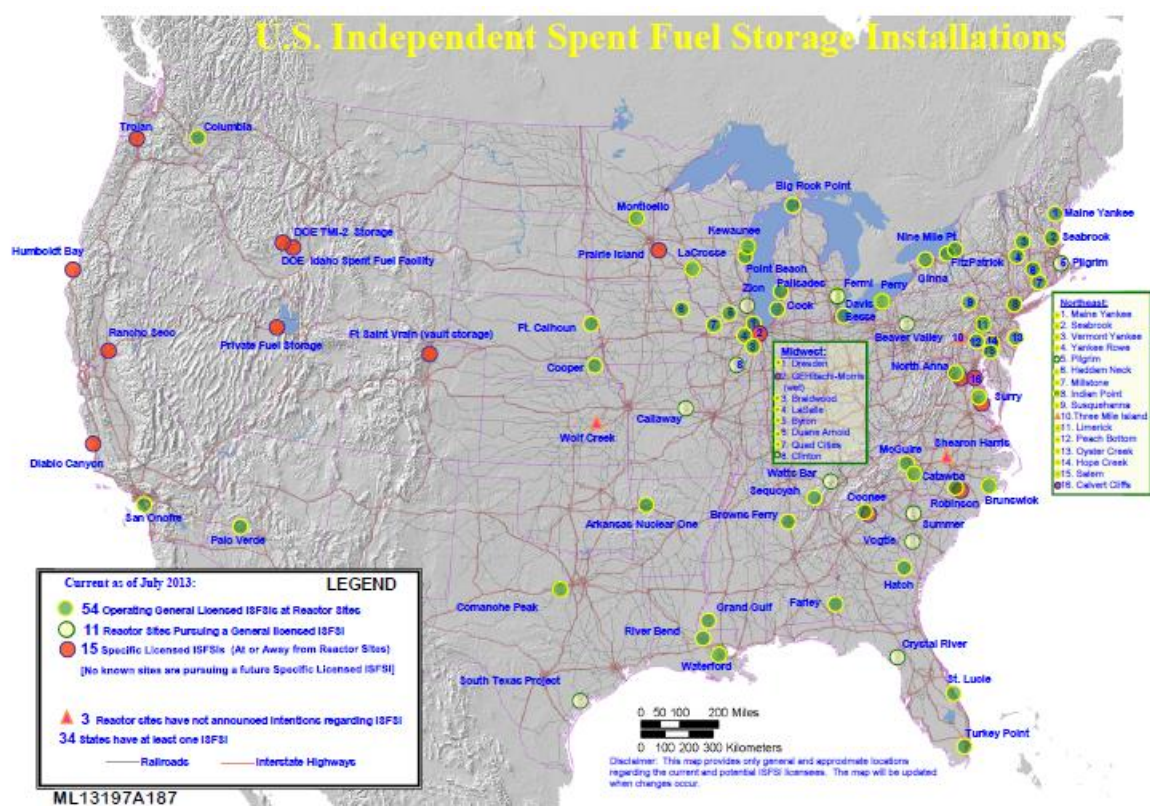 U.S. Independent Spent Fuel Storage Installations
Trojan
Columbia
Big Rock Point
Monticello
Maine Yankee
Kewaunee
Nine Mile Pt
Seabrook
DOE TMI-2 Storage
Humboldt Bay
Prairie Island
LaCrosse
FitzPatrick
Pilgrim
DOE Idaho Spent Fuel Facility
Point Beach
Ginna
Palisades
Fermi
Perry
Zion
Cook
Davis
Besse
Rancho Seco
Private Fuel Storage
Ft Saint Vrain (vault storage)
Ft. Calhoun
Beaver Valley
Cooper
North Anna
Surry
Callaway
Wolf Creek
Diablo Canyon
Shearon Harris
McGuire
Catawba
Watts Bar
Sequoyah
Oconee
Robinson
Brunswick
San Onofre
Palo Verde
Arkansas Nuclear One
Browns Ferry
Summer
Vogtle
Hatch
Comanche Peak
Grand Gulf
Farley
River Bend
Waterford
Crystal River
South Texas Project
St. Lucie
Turkey Point
Midwest:
1. Dresden
2. GEHitachi-Morris
(wet)
3. Braidwood
4. LaSalle
5. Byron
6. Duane Arnold
7. Quad Cities
8. Clinton
Northeast:
1. Maine Yankee
2. Seabrook
3. Vermont Yankee
4. Yankee Rowe
5. Pilgrim
6. Haddam Neck
7. Millstone
8. Indian Point
9. Susquehanna
10.Three Mile Island
11. Limerick
12. Peach Bottom
13. Oyster Creek
14. Hope Creek
15. Salem
16. Calvert Cliffs
Current as of July 2013:
LEGEND
54 Operating General Licensed ISFSIs at Reactor Sites
11 Reactor Sites Pursuing a General licensed ISFSI
15 Specific Licensed ISFSIs (At or Away from Reactor Sites)
[No known sites are pursuing a future Specific Licensed ISFSI]
3 Reactor sites have not announced intentions regarding ISFSI
34 States have at least one ISFSI
Railroads
Interstate Highways
0 50 100 200 Miles
0 100 200 300 Kilometers
Disclaimer: This map provides only general and approximate locations
regarding the current and potential ISFSI licensees. The map will be updated
when changes occur.
ML13197A187